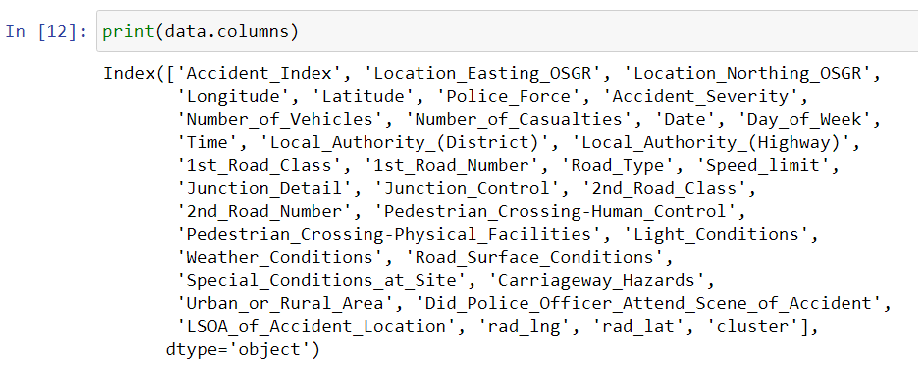 In [12]: print(data.columns)
Index(['Accident_Index', 'Location_Easting_OSGR', 'Location_Northing_OSGR',
'Longitude', 'Latitude', 'Police_Force', 'Accident_Severity',
'Number_of_Vehicles', 'Number_of_Casualties', 'Date', 'Day_of_Week',
'Time', 'Local_Authority_(District)', 'Local_Authority_(Highway)',
'1st_Road_Class', '1st_Road_Number', 'Road_Type', 'Speed_limit',
'Junction_Detail', 'Junction_Control', '2nd_Road_Class',
'2nd_Road_Number', 'Pedestrian_Crossing-Human_Control',
'Pedestrian_Crossing-Physical_Facilities', 'Light_Conditions',
'Weather_Conditions', 'Road_Surface_Conditions',
'Special_Conditions_at_Site', 'Carriageway_Hazards',
'Urban_or_Rural_Area', 'Did_Police_Officer_Attend_Scene_of_Accident',
'LSOA_of_Accident_Location', 'rad_lng', 'rad_lat', 'cluster'],
dtype='object')